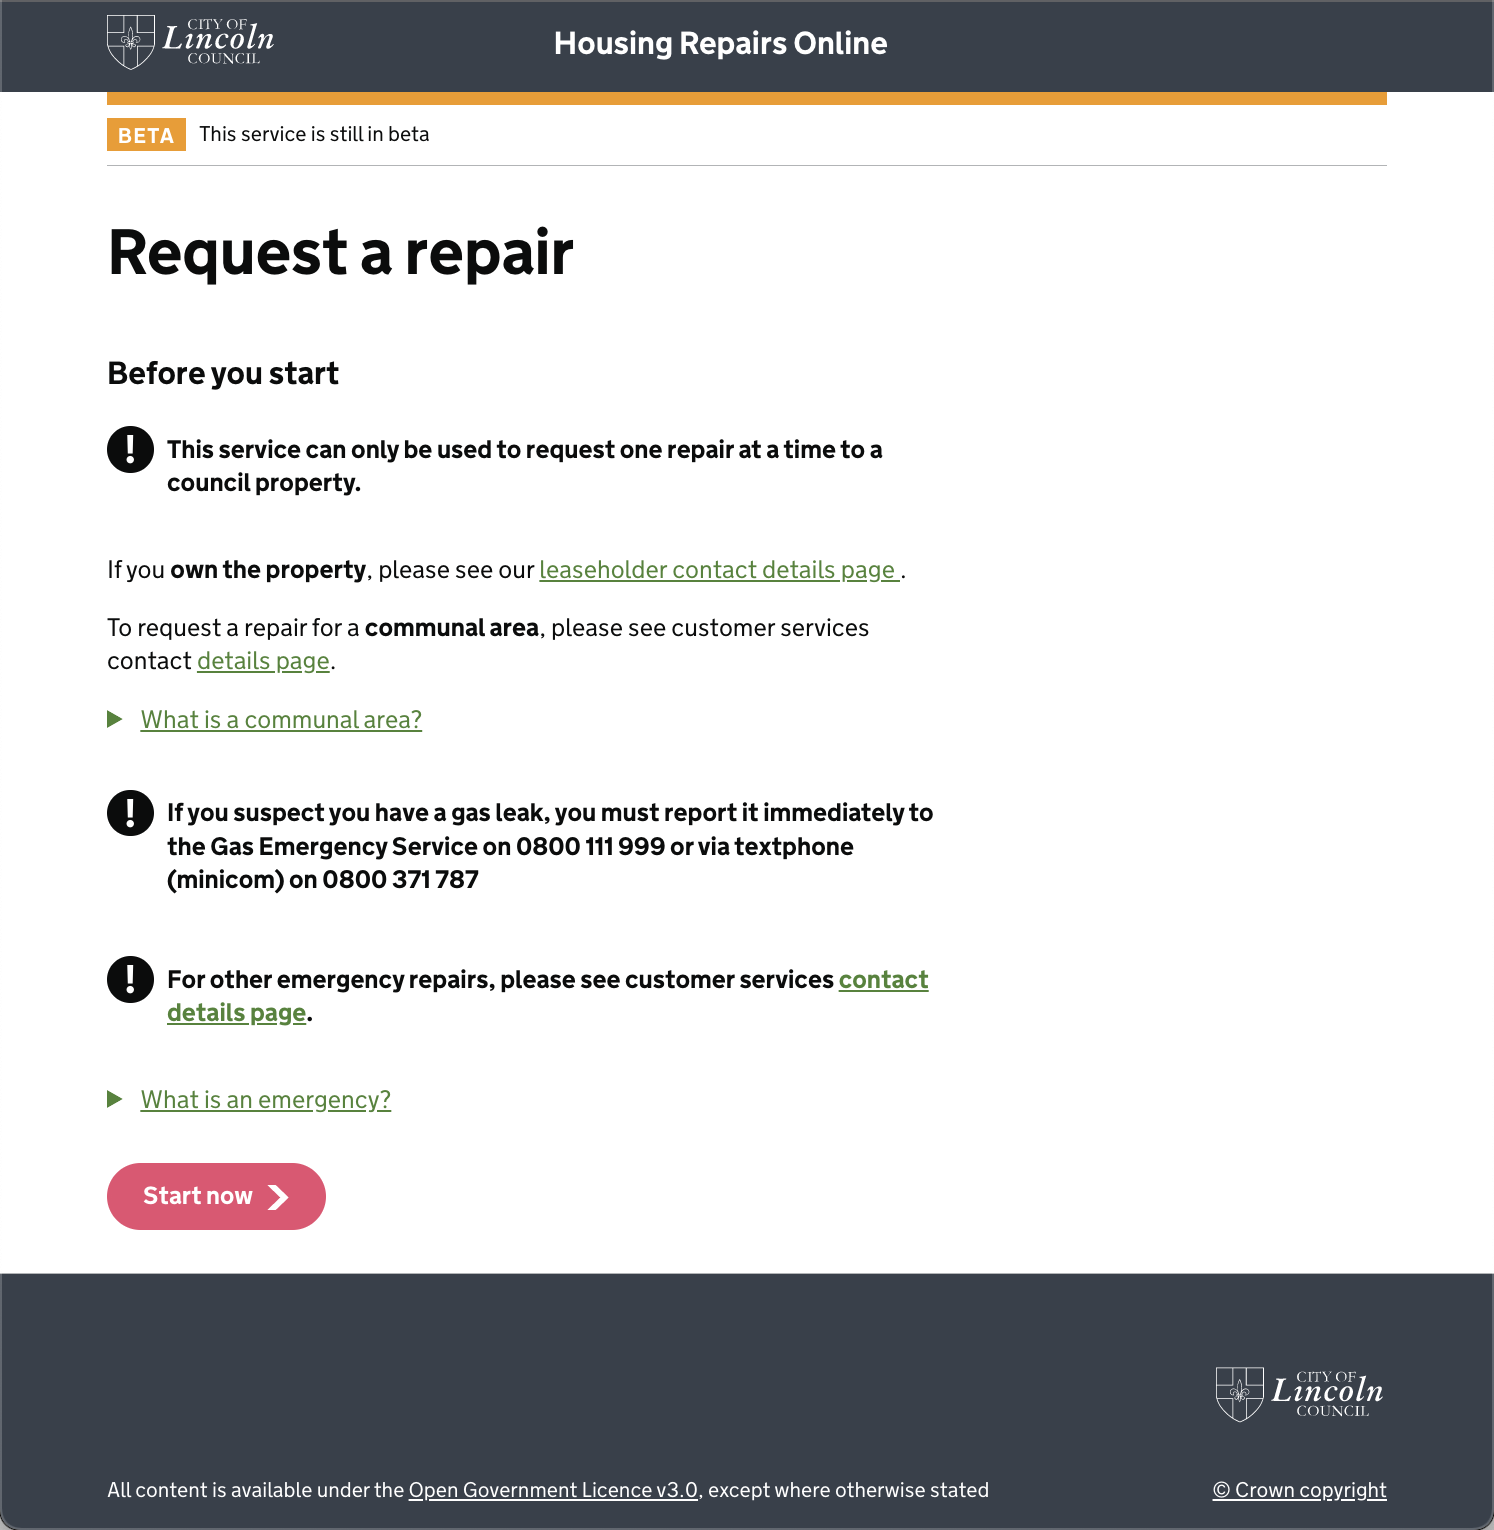 CITY OF
Lincoln
COUNCIL
Housing Repairs Online
BETA This service is still in beta
Request a repair
Before you start
! This service can only be used to request one repair at a time to a
council property.
If you own the property, please see our leaseholder contact details page .
To request a repair for a communal area, please see customer services
contact details page.
What is a communal area?
! If you suspect you have a gas leak, you must report it immediately to
the Gas Emergency Service on 0800 111 999 or via textphone
(minicom) on 0800 371 787
! For other emergency repairs, please see customer services contact
details page.
What is an emergency?
Start now
CITY OF
Lincoln
COUNCIL
All content is available under the Open Government Licence v3.0, except where otherwise stated
© Crown copyright